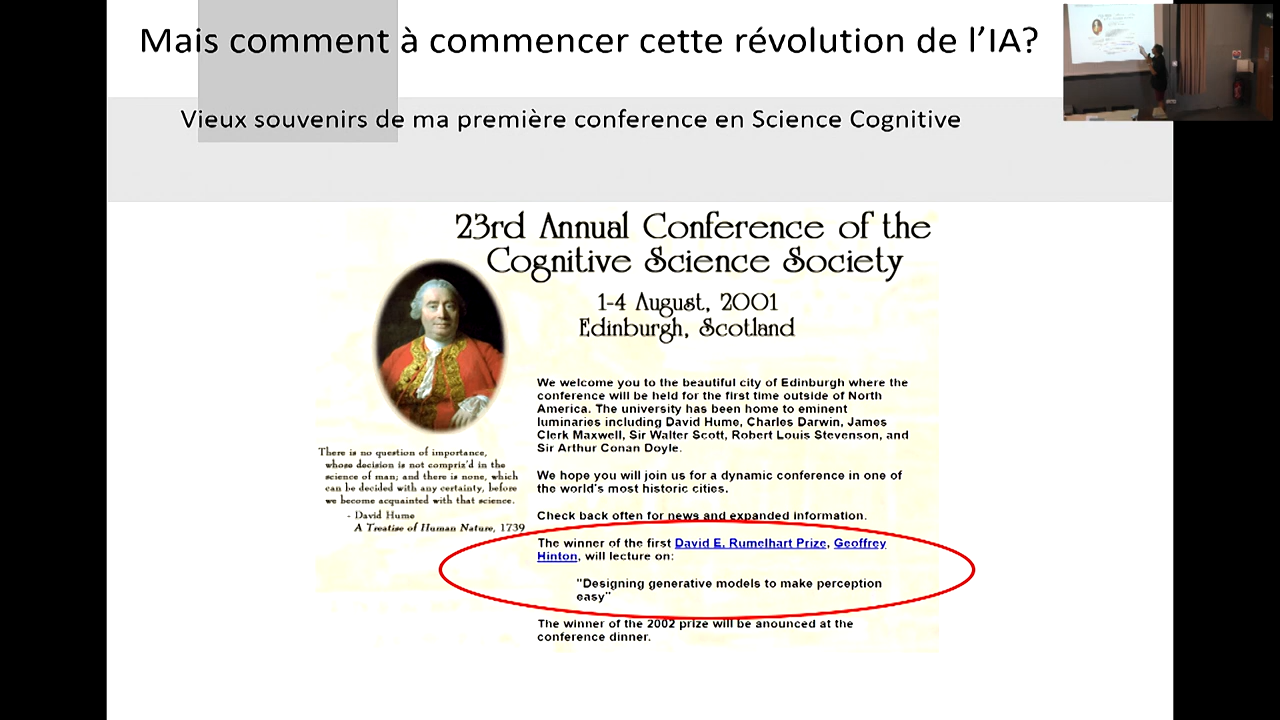 Mais comment à commencer cette révolution de l’IA?
Vieux souvenirs de ma première conference en Science Cognitive
23rd Annual Conference of the
Cognitive Science Society
1-4 August, 2001
Edinburgh, Scotland
We welcome you to the beautiful city of Edinburgh where the
conference will be held for the first time outside of North
America. The university has been home to eminent
luminaries including David Hume, Charles Darwin, James
Clerk Maxwell, Sir Walter Scott, Robert Louis Stevenson, and
Sir Arthur Conan Doyle.
There is no question of importance,
whose decision is not compriz'd in the
science of man; and there is none, which
can be decided with any certainty, before
we become acquainted with that science.
- David Hume
A Treatise of Human Nature, 1739
We hope you will join us for a dynamic conference in one of
the world's most historic cities.
Check back often for news and expanded information.
The winner of the first David E. Rumelhart Prize, Geoffrey
Hinton, will lecture on:
"Designing generative models to make perception
easy"
The winner of the 2002 prize will be anounced at the
conference dinner.